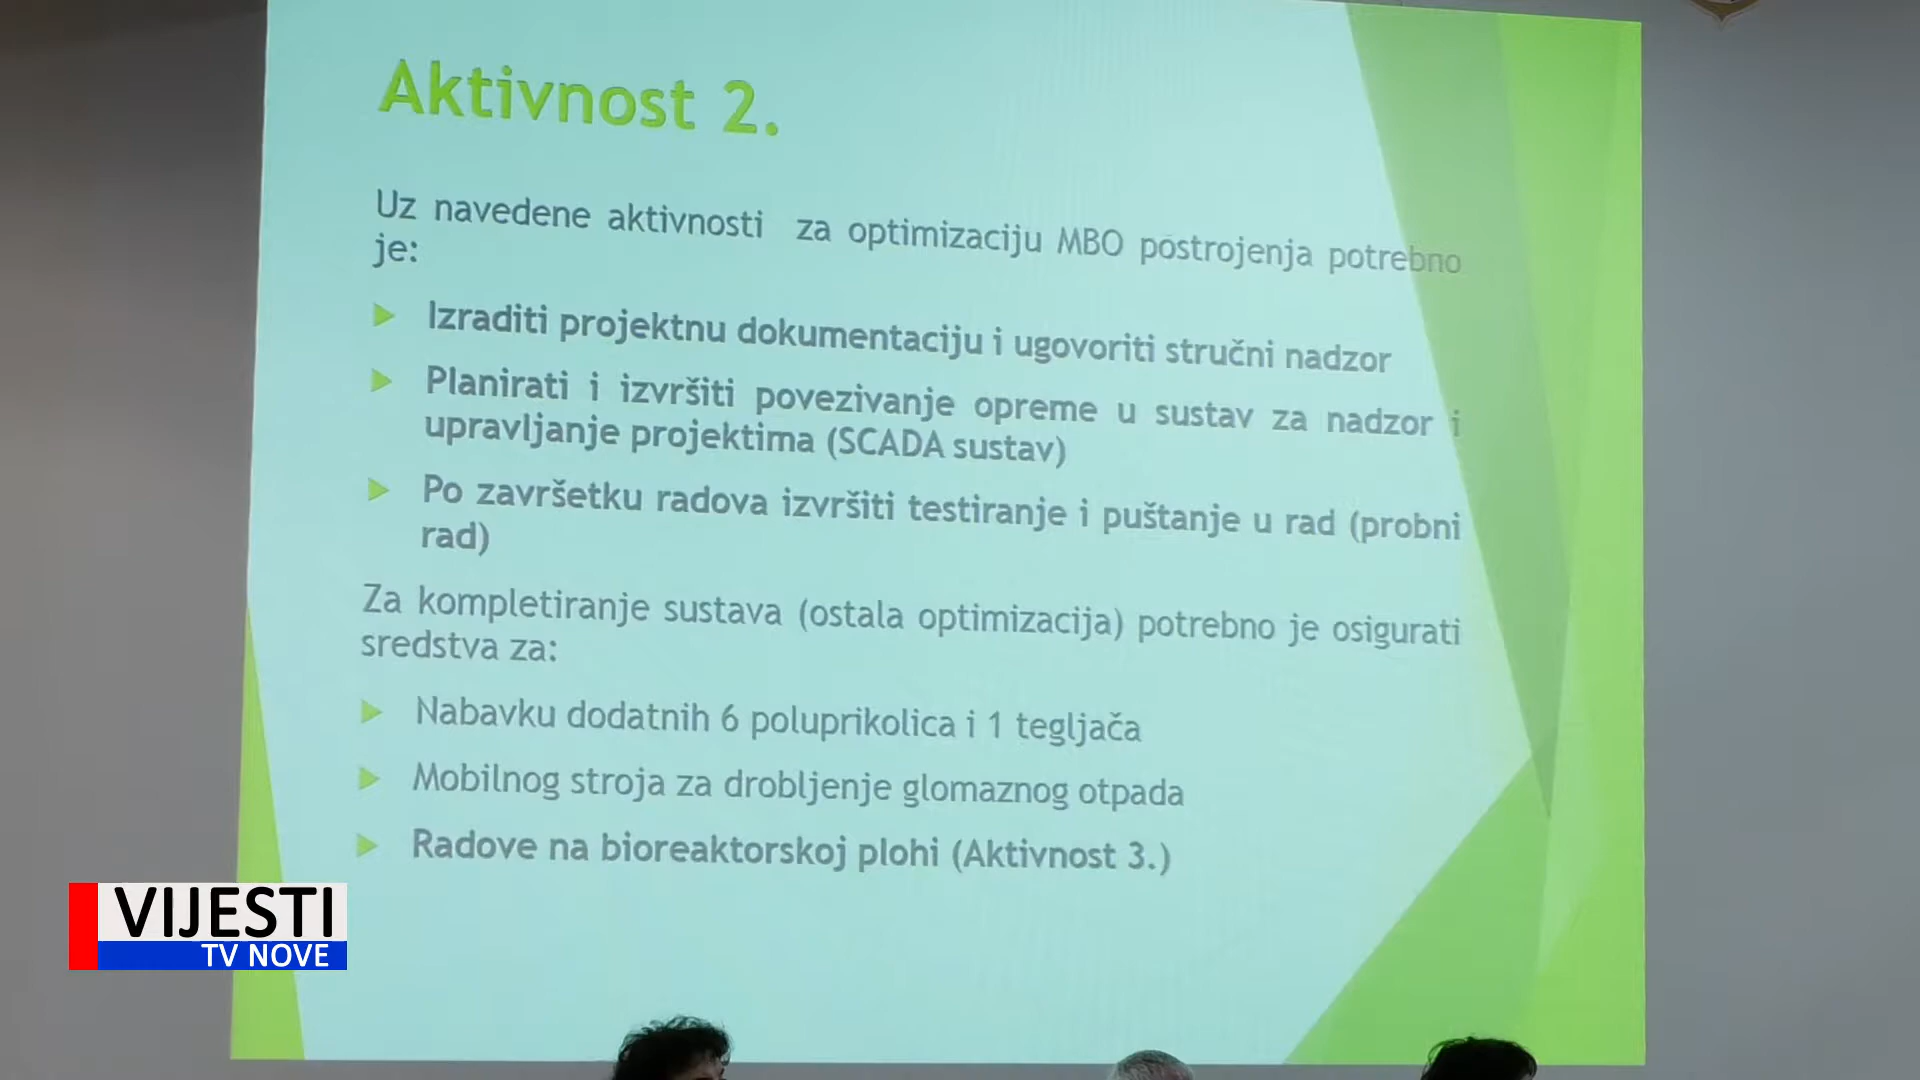 Aktivnost 2.
Uz navedene aktivnosti za optimizaciju MBO postrojenja potrebno
je:
Izraditi projektnu dokumentaciju i ugovoriti stručni nadzor
Planirati i izvršiti povezivanje opreme u sustav za nadzor i
upravljanje projektima (SCADA sustav)
Po završetku radova izvršiti testiranje i puštanje u rad (probni
rad)
Za kompletiranje sustava (ostala optimizacija) potrebno je osigurati
sredstva za:
Nabavku dodatnih 6 poluprikolica i 1 tegljača
Mobilnog stroja za drobljenje glomaznog otpada
Radove na bioreaktorskoj plohi (Aktivnost 3.)
VIJESTI
TV NOVE